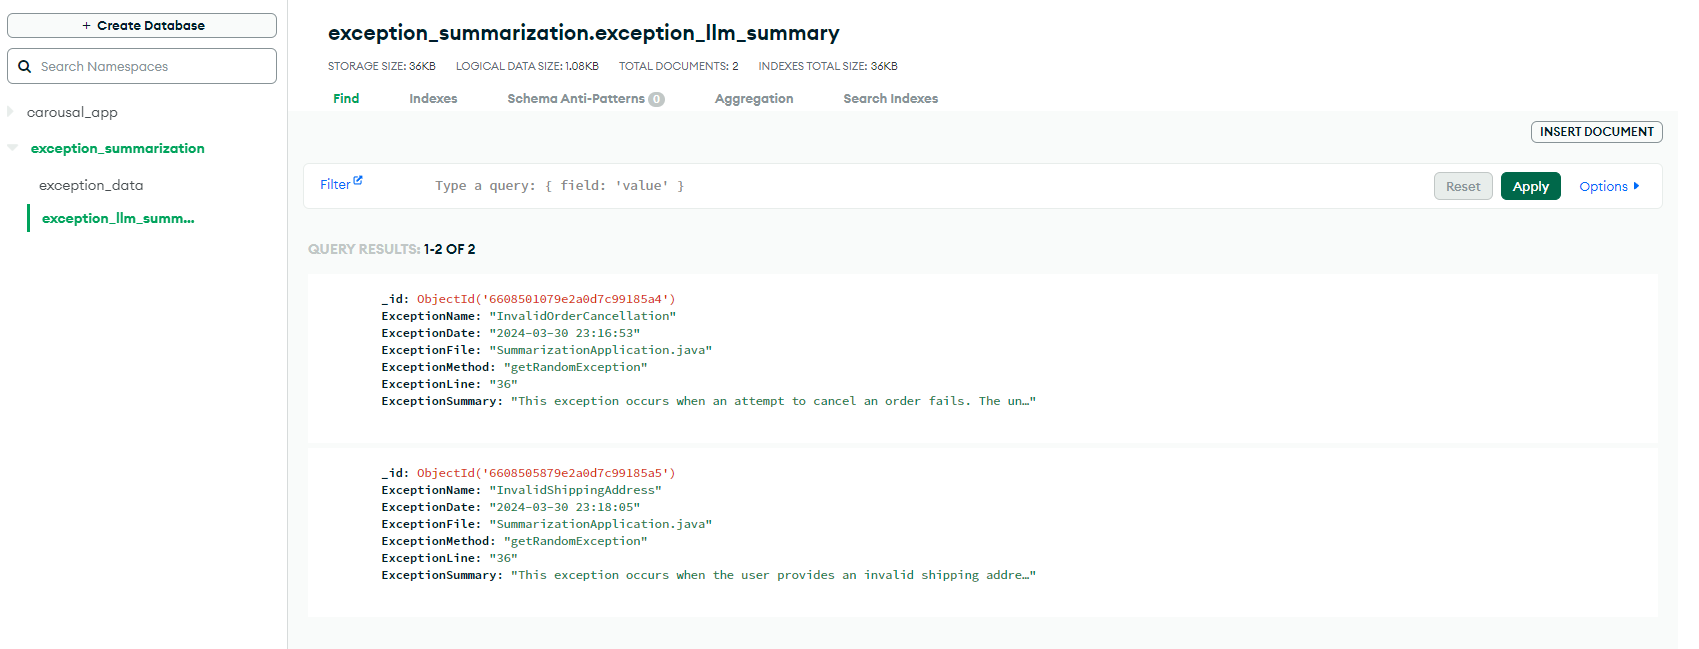 + Create Database
Search Namespaces
carousal_app
exception_summarization
exception_data
exception_llm_summ...
exception_summarization.exception_llm_summary
STORAGE SIZE: 36KB LOGICAL DATA SIZE: 1.08KB TOTAL DOCUMENTS: 2 INDEXES TOTAL SIZE: 36KB
Find Indexes Schema Anti-Patterns 0 Aggregation Search Indexes
INSERT DOCUMENT
Filter Type a query: { field: 'value' } Reset Apply Options
QUERY RESULTS: 1-2 OF 2
_id: ObjectId('6608501079e2a0d7c99185a4')
ExceptionName: "InvalidOrderCancellation"
ExceptionDate: "2024-03-30 23:16:53"
ExceptionFile: "SummarizationApplication.java"
ExceptionMethod: "getRandomException"
ExceptionLine: "36"
ExceptionSummary: "This exception occurs when an attempt to cancel an order fails. The un…"
_id: ObjectId('6608505879e2a0d7c99185a5')
ExceptionName: "InvalidShippingAddress"
ExceptionDate: "2024-03-30 23:18:05"
ExceptionFile: "SummarizationApplication.java"
ExceptionMethod: "getRandomException"
ExceptionLine: "36"
ExceptionSummary: "This exception occurs when the user provides an invalid shipping addre…"